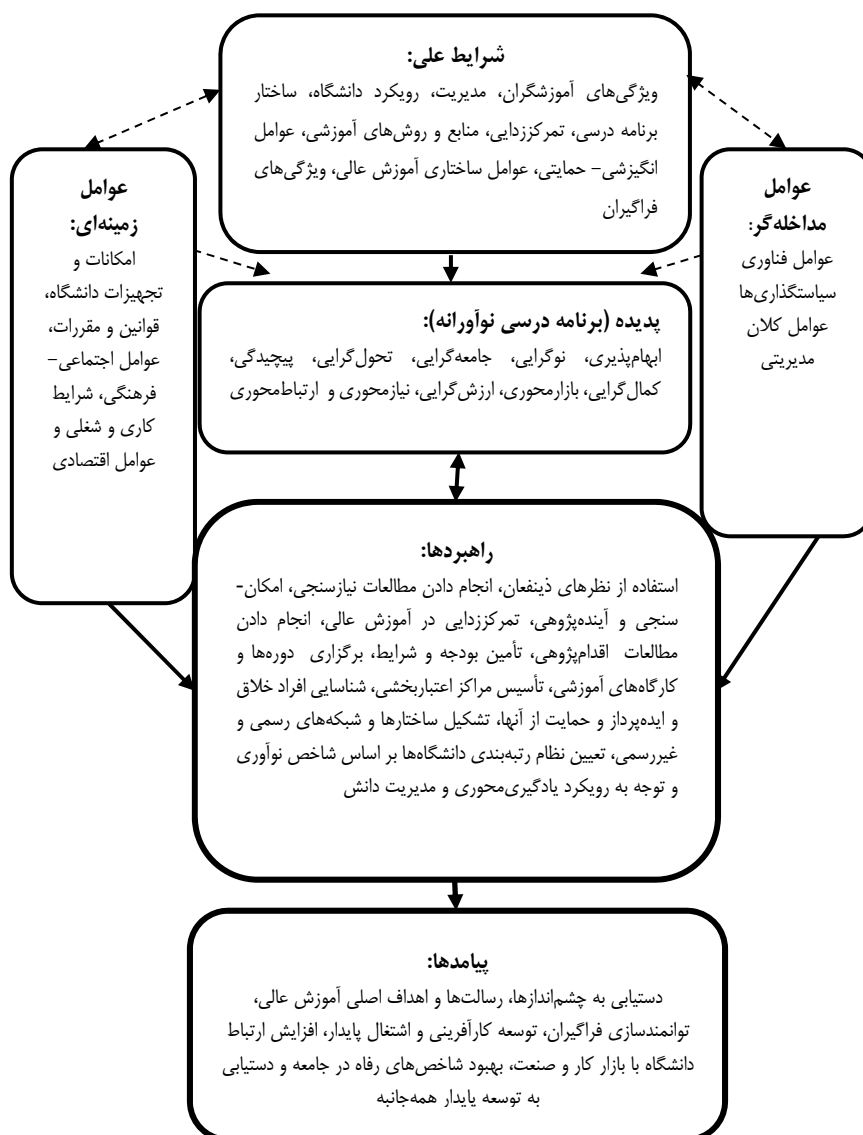 شرایط علی:
ویژگی‌های آموزشگران، مدیریت، رویکرد دانشگاه، ساختار
برنامه درسی، تمرکززدایی، منابع و روش‌های آموزشی، عوامل
انگیزشی– حمایتی، عوامل ساختاری آموزش عالی، ویژگی‌های
فراگیران
عوامل
مداخله‌گر:
عوامل فناوری
سیاستگذاری‌ها
عوامل کلان
مدیریتی
عوامل
زمینه‌ای:
امکانات و
تجهیزات دانشگاه،
قوانین و مقررات،
عوامل اجتماعی–
فرهنگی، شرایط
کاری و شغلی و
عوامل اقتصادی
پدیده (برنامه درسی نوآورانه):
ابهام‌پذیری، نوگرایی، جامعه‌گرایی، تحول‌گرایی، پیچیدگی،
کمال‌گرایی، بازارمحوری، ارزش‌گرایی، نیازمحوری و ارتباط‌محوری
راهبردها:
استفاده از نظرهای ذینفعان، انجام دادن مطالعات نیازسنجی، امکان-
سنجی و آینده‌پژوهی، تمرکززدایی در آموزش عالی، انجام دادن
مطالعات اقدام‌پژوهی، تأمین بودجه و شرایط، برگزاری دوره‌ها و
کارگاه‌های آموزشی، تأسیس مراکز اعتباربخشی، شناسایی افراد خلاق
و ایده‌پرداز و حمایت از آنها، تشکیل ساختارها و شبکه‌های رسمی و
غیررسمی، تعیین نظام رتبه‌بندی دانشگاه‌ها بر اساس شاخص نوآوری
و توجه به رویکرد یادگیری‌محوری و مدیریت دانش
پیامدها:
دستیابی به چشم‌اندازها، رسالت‌ها و اهداف اصلی آموزش عالی،
توانمندسازی فراگیران، توسعه کارآفرینی و اشتغال پایدار، افزایش ارتباط
دانشگاه با بازار کار و صنعت، بهبود شاخص‌های رفاه در جامعه و دستیابی
به توسعه پایدار همه‌جانبه